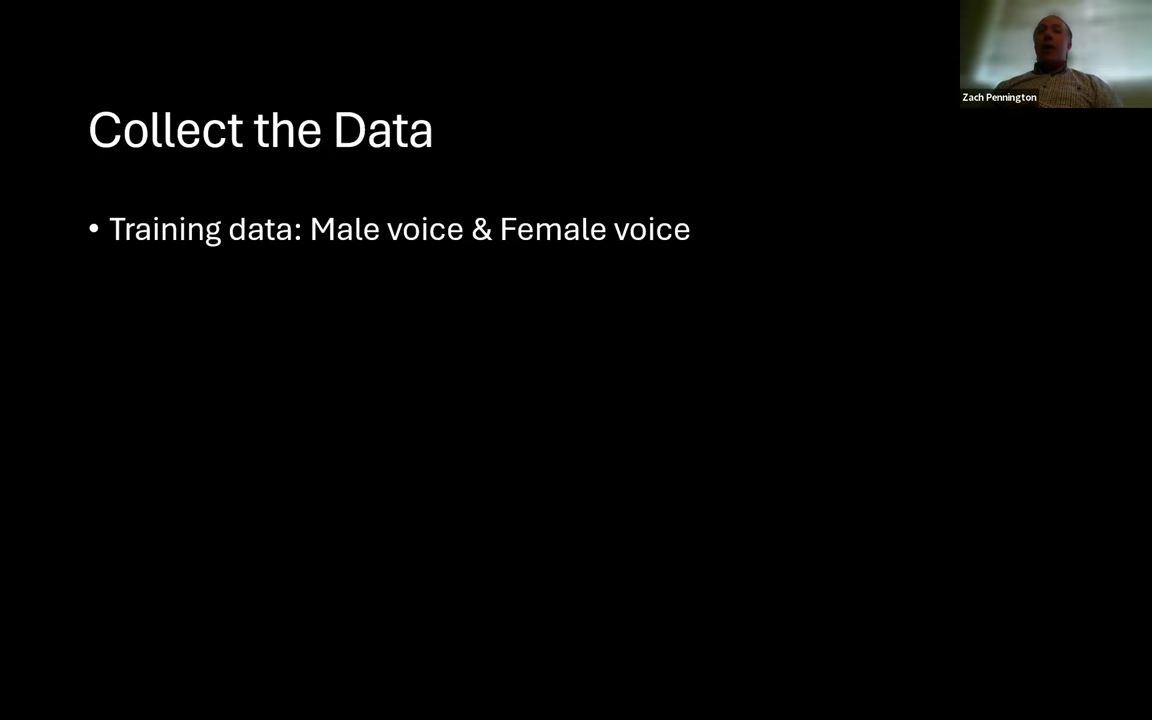 Zach Pennington
Collect the Data
• Training data: Male voice & Female voice